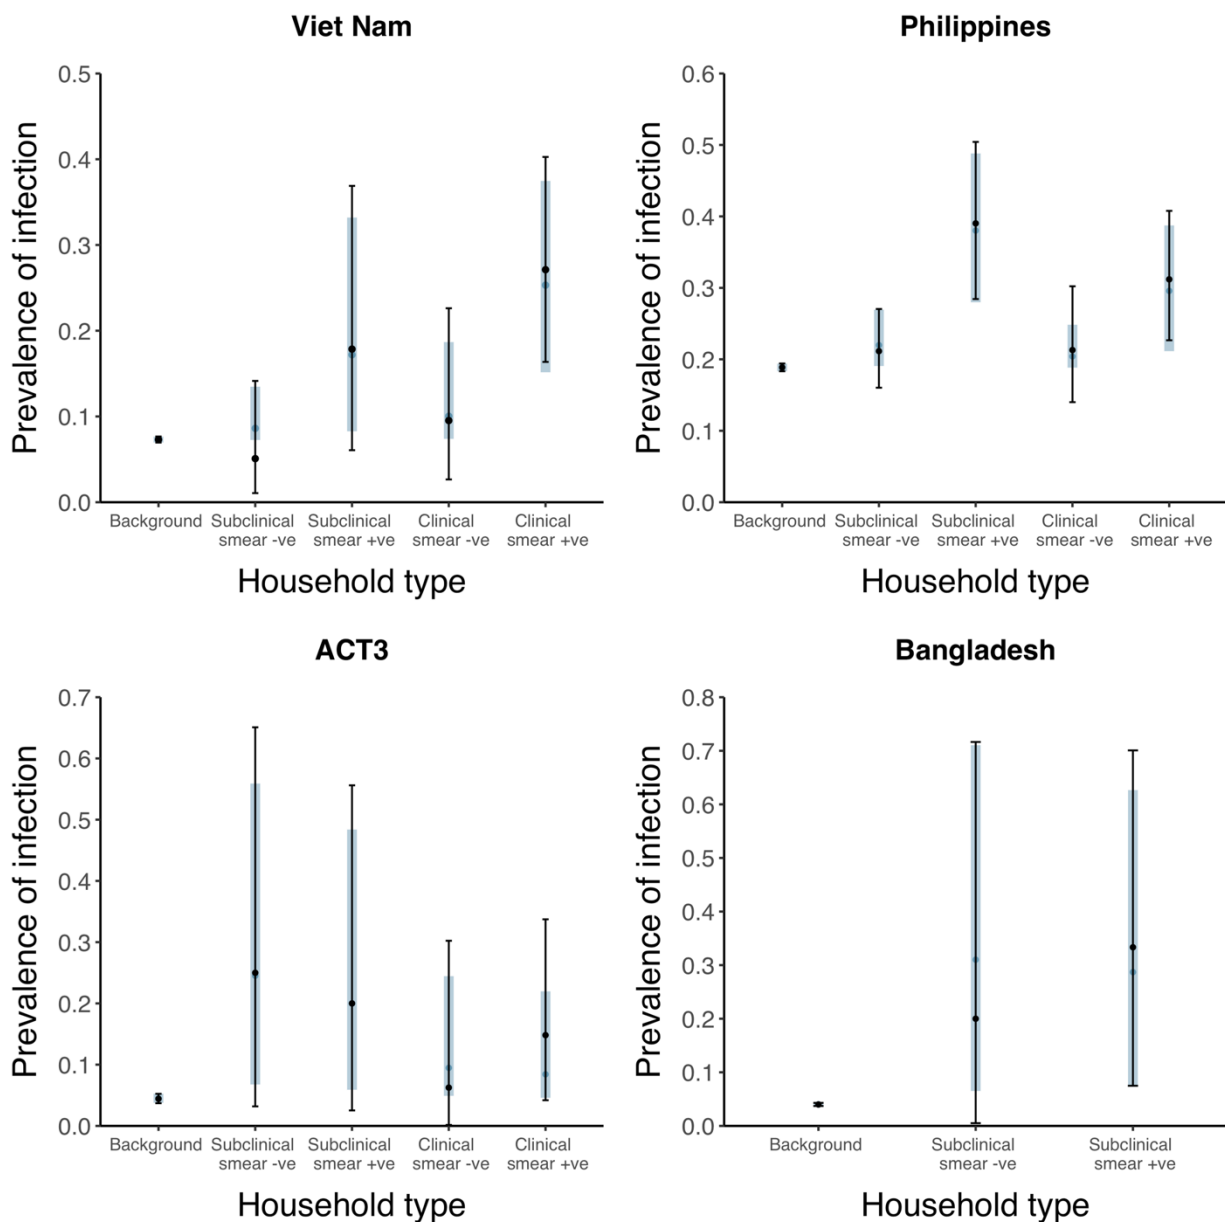 Viet Nam
Prevalence of infection
0.5
0.4
0.3
0.2
0.1
0.0
Background
Subclinical
smear -ve
Subclinical
smear +ve
Clinical
smear -ve
Clinical
smear +ve
Household type
Philippines
Prevalence of infection
0.6
0.5
0.4
0.3
0.2
0.1
0.0
Background
Subclinical
smear -ve
Subclinical
smear +ve
Clinical
smear -ve
Clinical
smear +ve
Household type
ACT3
Prevalence of infection
0.7
0.6
0.5
0.4
0.3
0.2
0.1
0.0
Background
Subclinical
smear -ve
Subclinical
smear +ve
Clinical
smear -ve
Clinical
smear +ve
Household type
Bangladesh
Prevalence of infection
0.8
0.7
0.6
0.5
0.4
0.3
0.2
0.1
0.0
Background
Subclinical
smear -ve
Subclinical
smear +ve
Household type